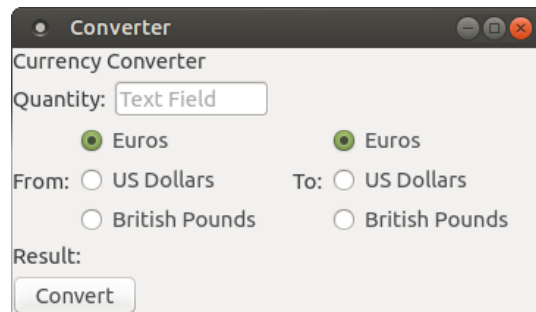 Converter
Currency Converter
Quantity: Text Field
Euros Euros
From: US Dollars To: US Dollars
British Pounds British Pounds
Result:
Convert